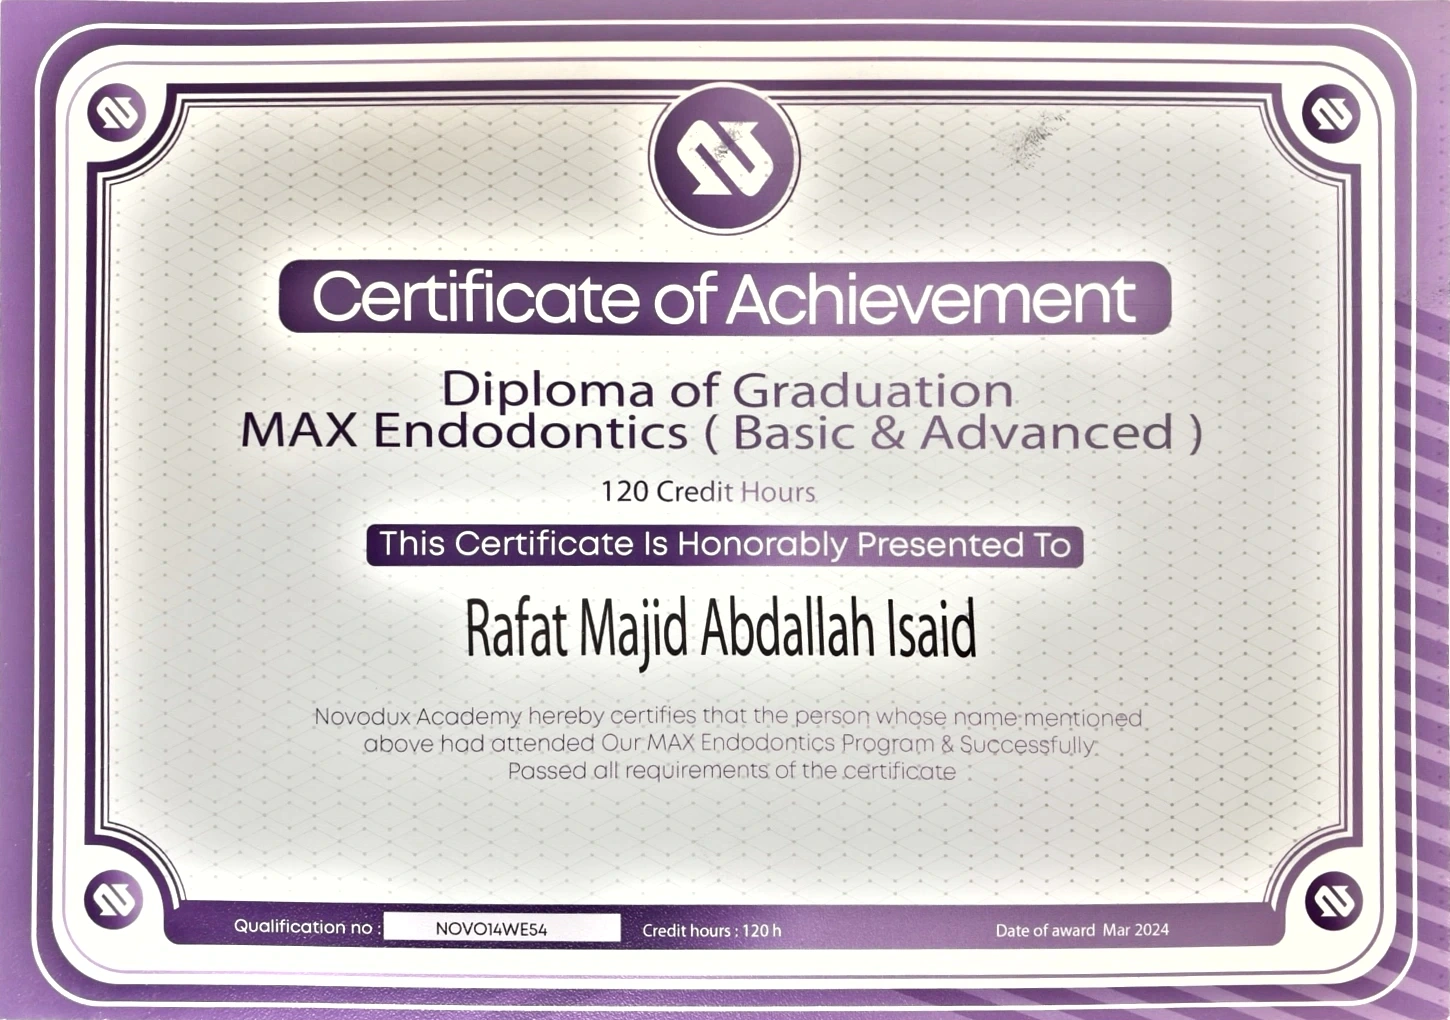 Certificate of Achievement
Diploma of Graduation
MAX Endodontics ( Basic & Advanced )
120 Credit Hours
This Certificate Is Honorably Presented To
Rafat Majid Abdallah Isaid
Novodux Academy hereby certifies that the person whose name mentioned
above had attended Our MAX Endodontics Program & Successfully
Passed all requirements of the certificate
Qualification no : NOVO14WE54 Credit hours : 120 h Date of award Mar 2024